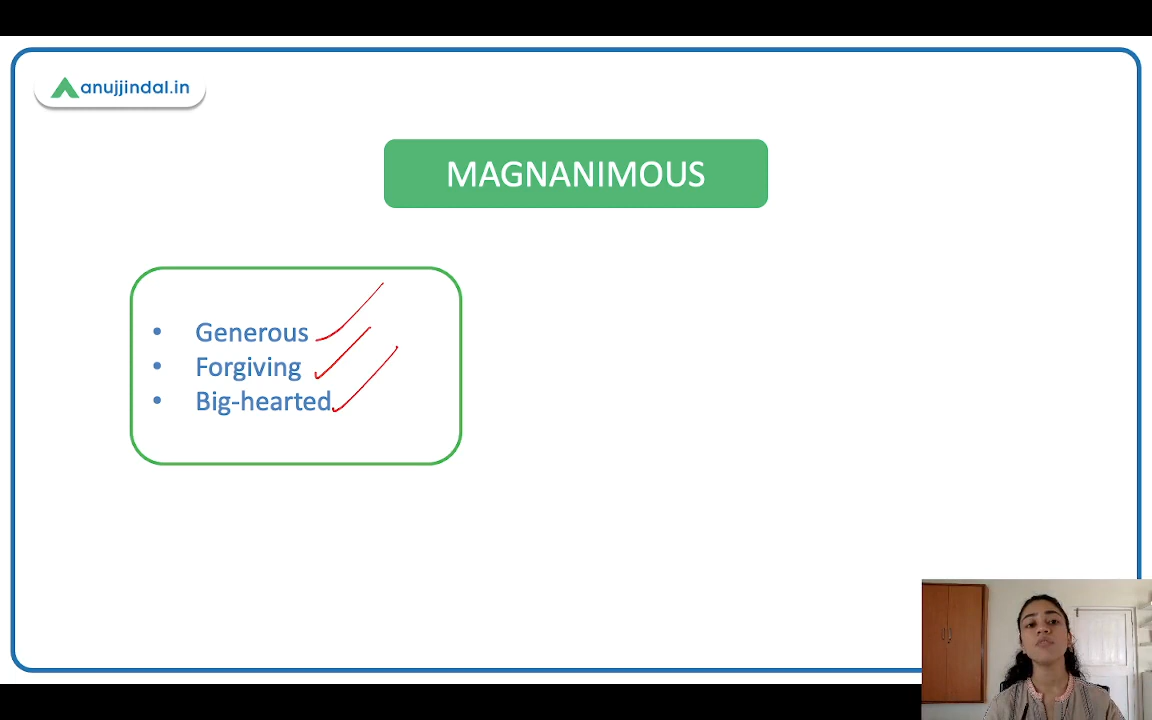 anujjindal.in
MAGNANIMOUS
• Generous
• Forgiving
• Big-hearted